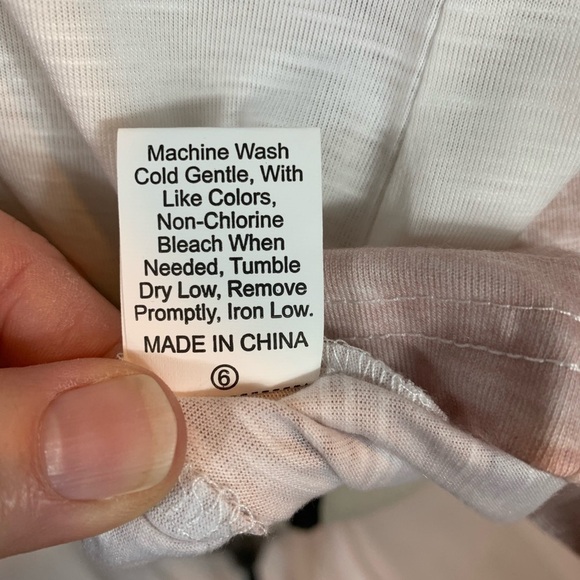 Machine Wash
Cold Gentle, With
Like Colors,
Non-Chlorine
Bleach When
Needed, Tumble
Dry Low, Remove
Promptly, Iron Low.
MADE IN CHINA
⑥